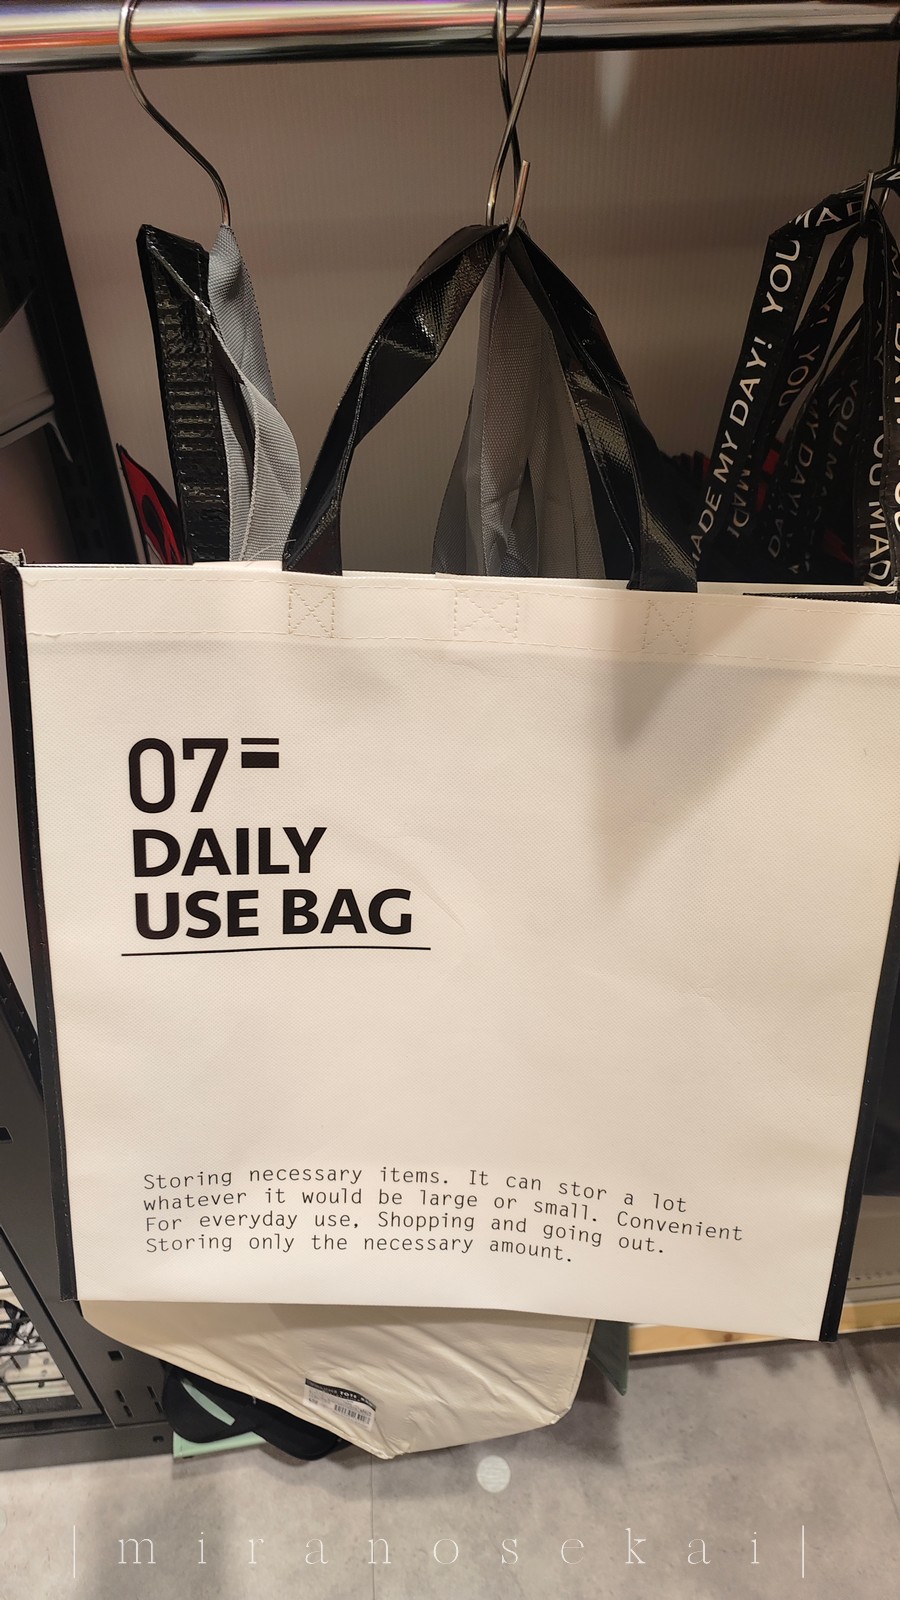 YOU MAD
MADE MY DAY! YOU
07
DAILY
USE BAG
Storing necessary items. It can stor a lot
whatever it would be large or small. Convenient
For everyday use, Shopping and going out.
Storing only the necessary amount.
|miranosekai|